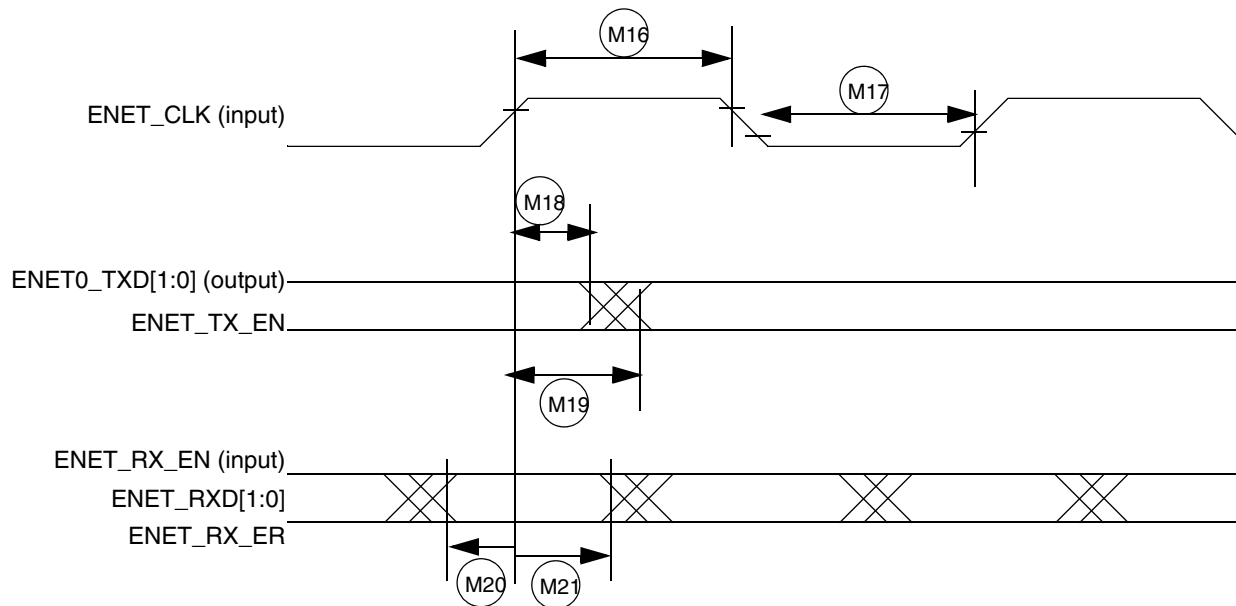 M16
M17
ENET_CLK (input)
M18
ENET0_TXD[1:0] (output)
ENET_TX_EN
M19
ENET_RX_EN (input)
ENET_RXD[1:0]
ENET_RX_ER
M20
M21